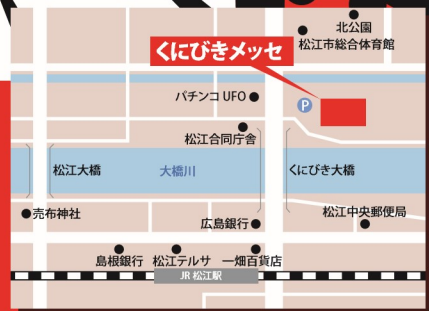 北公園
松江市総合体育館
くにびきメッセ
パチンコ UFO
P
松江合同庁舎
松江大橋
大橋川
くにびき大橋
売布神社
松江中央郵便局
広島銀行
島根銀行
松江テルサ
一畑百貨店
JR 松江駅